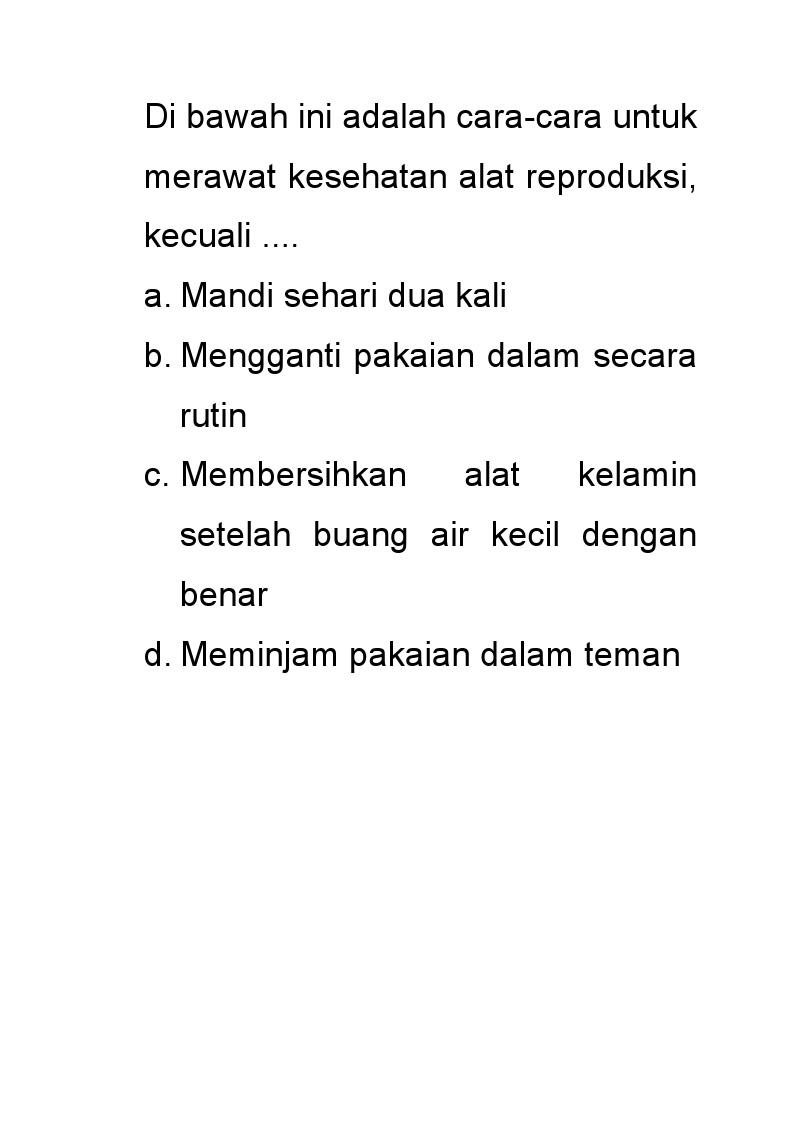 Di bawah ini adalah cara-cara untuk
merawat kesehatan alat reproduksi,
kecuali ....
a. Mandi sehari dua kali
b. Mengganti pakaian dalam secara
rutin
c. Membersihkan alat kelamin
setelah buang air kecil dengan
benar
d. Meminjam pakaian dalam teman